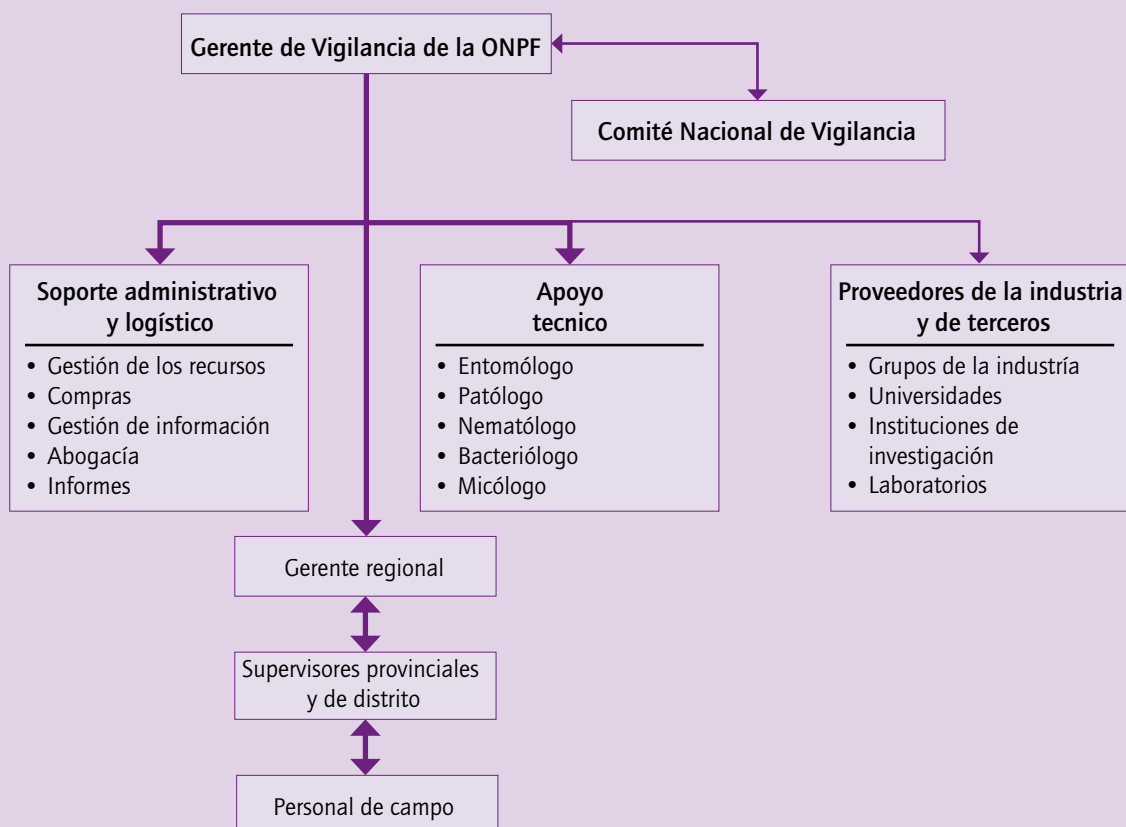 Gerente de Vigilancia de la ONPF
Comité Nacional de Vigilancia
Soporte administrativo
y logístico
• Gestión de los recursos
• Compras
• Gestión de información
• Abogacía
• Informes
Apoyo
tecnico
• Entomólogo
• Patólogo
• Nematólogo
• Bacteriólogo
• Micólogo
Proveedores de la industria
y de terceros
• Grupos de la industría
• Universidades
• Instituciones de
investigación
• Laboratorios
Gerente regional
Supervisores provinciales
y de distrito
Personal de campo